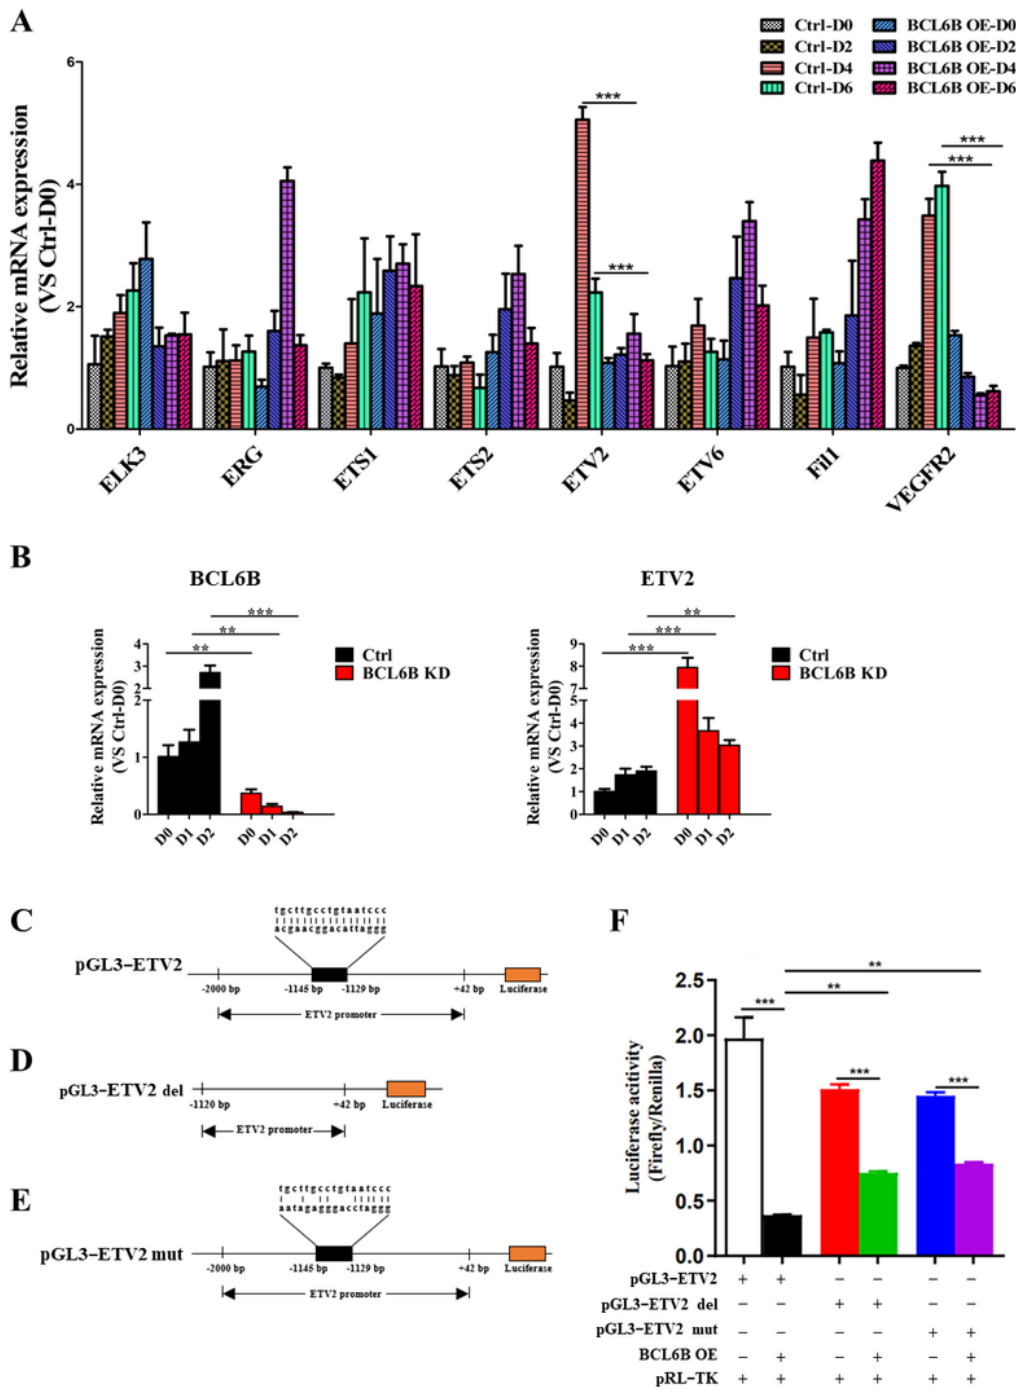 A
Ctrl-D0
Ctrl-D2
Ctrl-D4
Ctrl-D6
BCL6B OE-D0
BCL6B OE-D2
BCL6B OE-D4
BCL6B OE-D6
Relative mRNA expression
(VS Ctrl-D0)
6
4
2
0
***
***
***
***
ELK3
ERG
ETS1
ETS2
ETV2
ETV6
Fil1
VEGFR2
B
BCL6B
***
**
**
Relative mRNA expression
(VS Ctrl-D0)
4
3
2
2
1
0
D0
D1
D2
D0
D1
D2
Ctrl
BCL6B KD
ETV2
**
***
***
Relative mRNA expression
(VS Ctrl-D0)
9
8
7
5
4
3
2
1
0
D0
D1
D2
D0
D1
D2
Ctrl
BCL6B KD
C
tgcttgcctgtaatccc
acgaacggacattaggg
pGL3-ETV2
-2000 bp
-1145 bp
-1129 bp
+42 bp
Luciferase
ETV2 promoter
D
pGL3-ETV2 del
-1120 bp
+42 bp
Luciferase
ETV2 promoter
E
tgcttgcctgtaatccc
aatagagggacctaggg
pGL3-ETV2 mut
-2000 bp
-1145 bp
-1129 bp
+42 bp
Luciferase
ETV2 promoter
F
Luciferase acitivity
(Firefly/Renilla)
2.5
2.0
1.5
1.0
0.5
0.0
**
**
***
***
***
pGL3-ETV2 + + - - - -
pGL3-ETV2 del - - + + - -
pGL3-ETV2 mut - - - - + +
BCL6B OE - + - + - +
pRL-TK + + + + + +